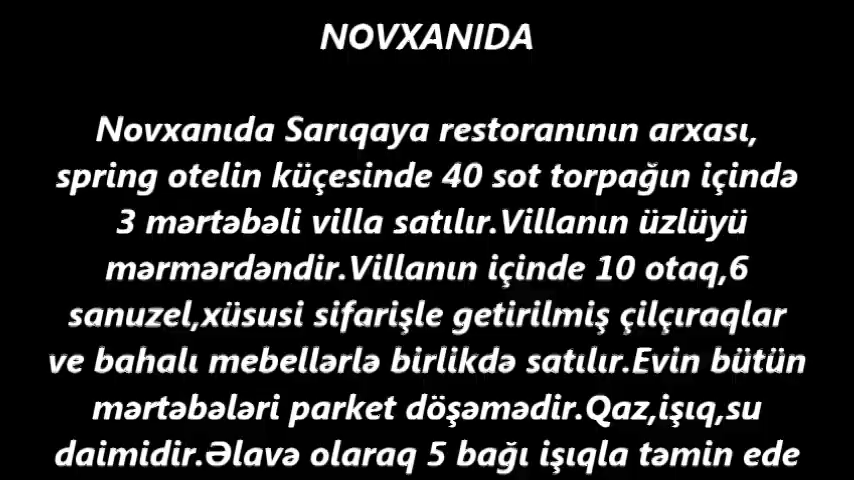 NOVXANIDA
Novxanıda Sarıqaya restoranının arxası,
spring otelin küçesinde 40 sot torpağın içində
3 mərtəbəli villa satılır.Villanın üzlüyü
mərmərdəndir.Villanın içinde 10 otaq,6
sanuzel,xüsusi sifarişle getirilmiş çilçıraqlar
ve bahalı mebellərlə birlikdə satılır.Evin bütün
mərtəbələri parket döşəmədir.Qaz,işıq,su
daimidir.Əlavə olaraq 5 bağı işıqla təmin ede